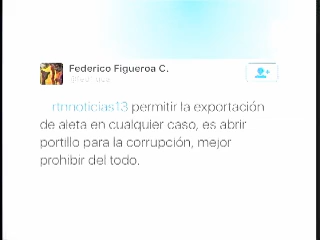 Federico Figueroa C.
rtnnoticias13 permitir la exportación
de aleta en cualquier caso, es abrir
portillo para la corrupción, mejor
prohibir del todo.